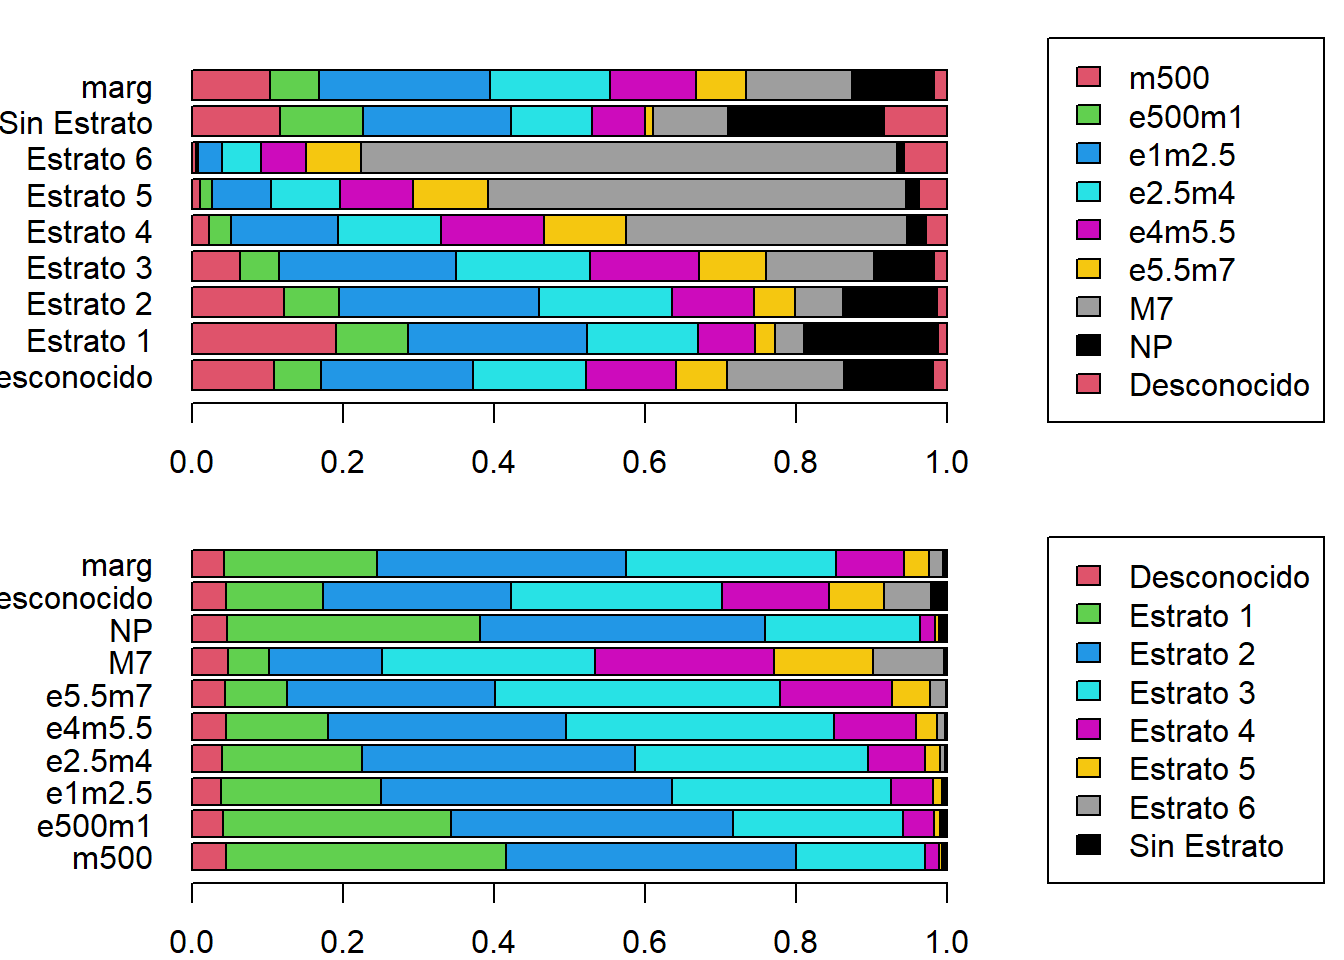 marg
Sin Estrato
Estrato 6
Estrato 5
Estrato 4
Estrato 3
Estrato 2
Estrato 1
esconocido
0.0 0.2 0.4 0.6 0.8 1.0
m500
e500m1
e1m2.5
e2.5m4
e4m5.5
e5.5m7
M7
NP
Desconocido
marg
esconocido
NP
M7
e5.5m7
e4m5.5
e2.5m4
e1m2.5
e500m1
m500
0.0 0.2 0.4 0.6 0.8 1.0
Desconocido
Estrato 1
Estrato 2
Estrato 3
Estrato 4
Estrato 5
Estrato 6
Sin Estrato